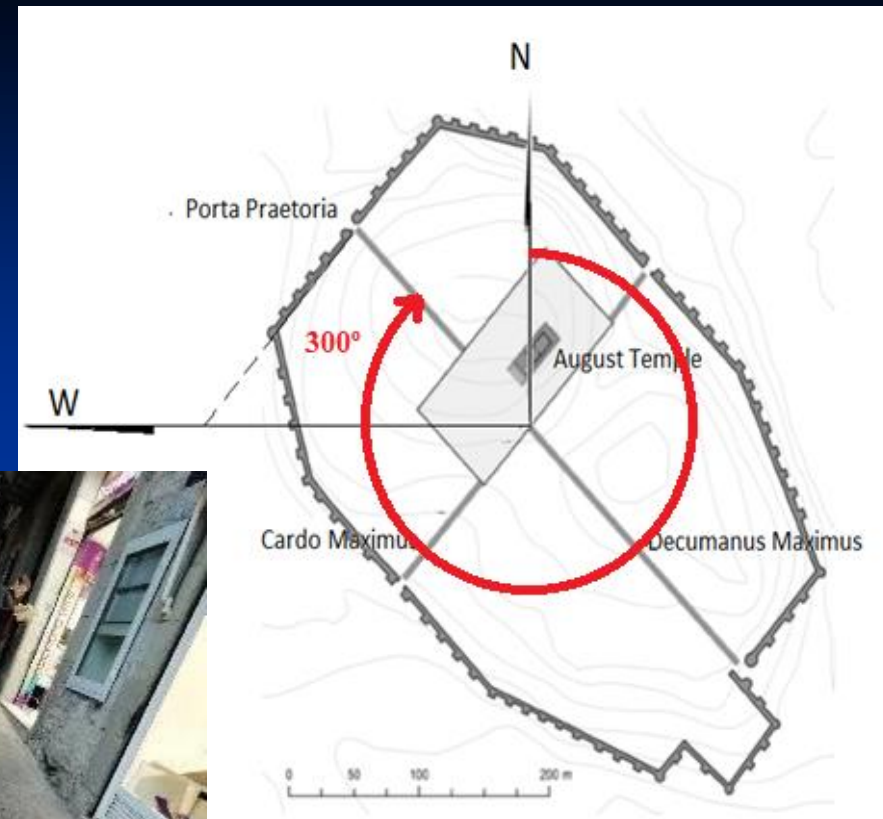 N
Porta Praetoria
300º
August Temple
W
Cardo Maximus
Decumanus Maximus
0 50 100 200 m